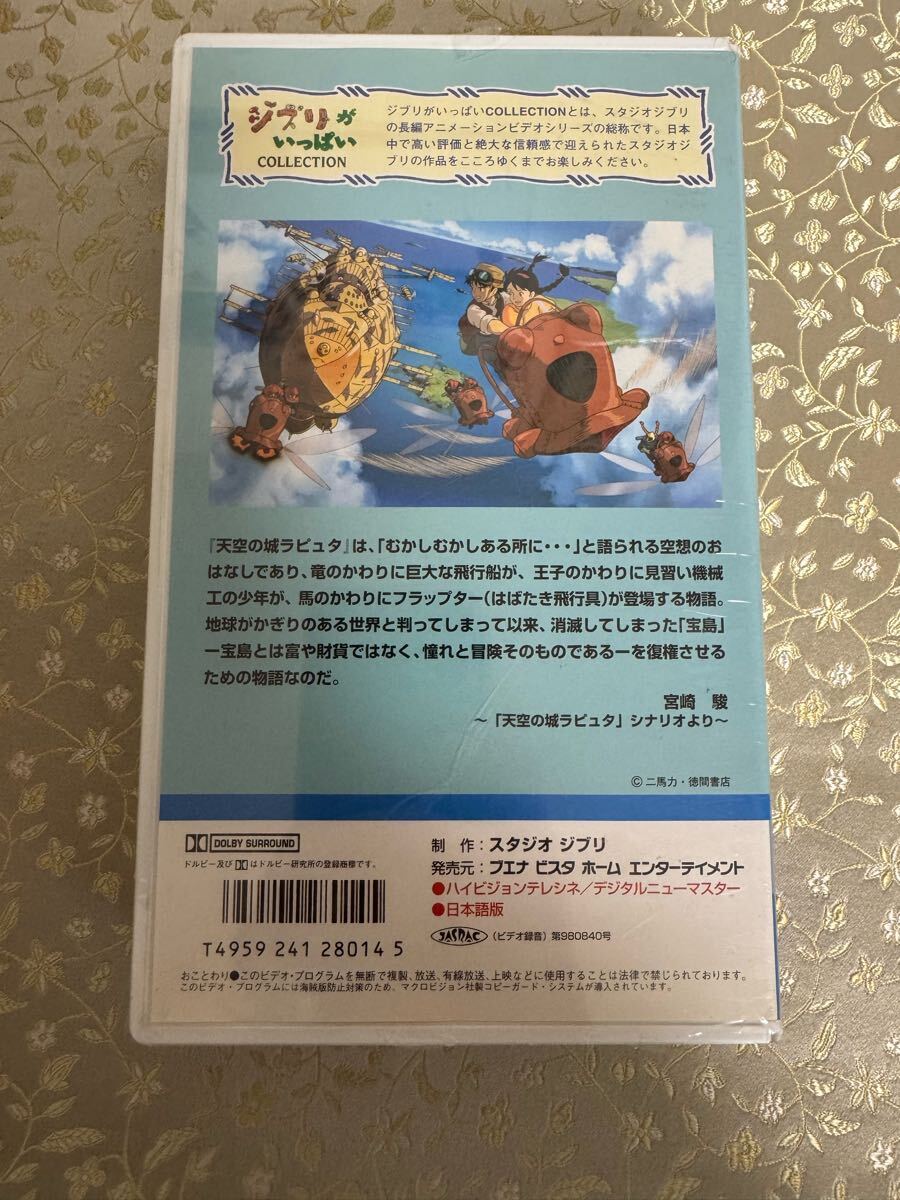 ジブリが
いっぱい
COLLECTION
ジブリがいっぱいCOLLECTIONとは、スタジオジブリ
の長編アニメーションビデオシリーズの総称です。日本
中で高い評価と絶大な信頼感で迎えられたスタジオジ
ブリの作品をこころゆくまでお楽しみください。
『天空の城ラピュタ』は、「むかしむかしある所に・・・」と語られる空想のお
はなしであり、竜のかわりに巨大な飛行船が、王子のかわりに見習い機械
工の少年が、馬のかわりにフラップター(はばたき飛行具)が登場する物語。
地球がかぎりのある世界と判ってしまって以来、消滅してしまった「宝島」
ー宝島とは富や財貨ではなく、憧れと冒険そのものであるーを復権させる
ための物語なのだ。
宮崎 駿
～「天空の城ラピュタ」シナリオより～
© 二馬力・徳間書店
DOLBY SURROUND
ドルビー及びはドルビー研究所の登録商標です。
T4959 241 28014 5
制 作：スタジオ ジブリ
発売元：ブエナ ビスタ ホーム エンターテイメント
●ハイビジョンテレシネ／デジタルニューマスター
●日本語版
JASRAC (ビデオ録音) 第980840号
おことわり●このビデオ・プログラムを無断で複製、放送、有線放送、上映などに使用することは法律で禁じられております。
このビデオ・プログラムには海賊版防止対策のため、マクロビジョン社製コピーガード・システムが導入されています。